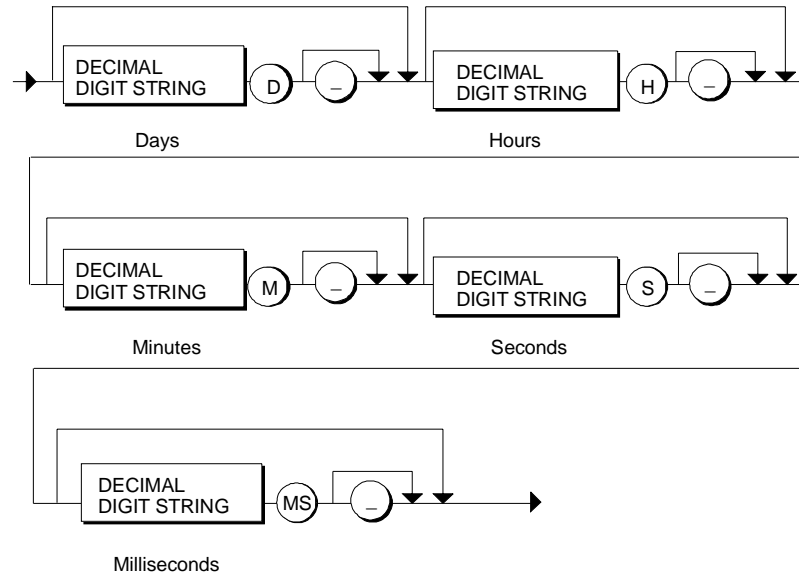 DECIMAL
DIGIT STRING
D
_
DECIMAL
DIGIT STRING
H
_
Days
Hours
DECIMAL
DIGIT STRING
M
_
DECIMAL
DIGIT STRING
S
_
Minutes
Seconds
DECIMAL
DIGIT STRING
MS
_
Milliseconds